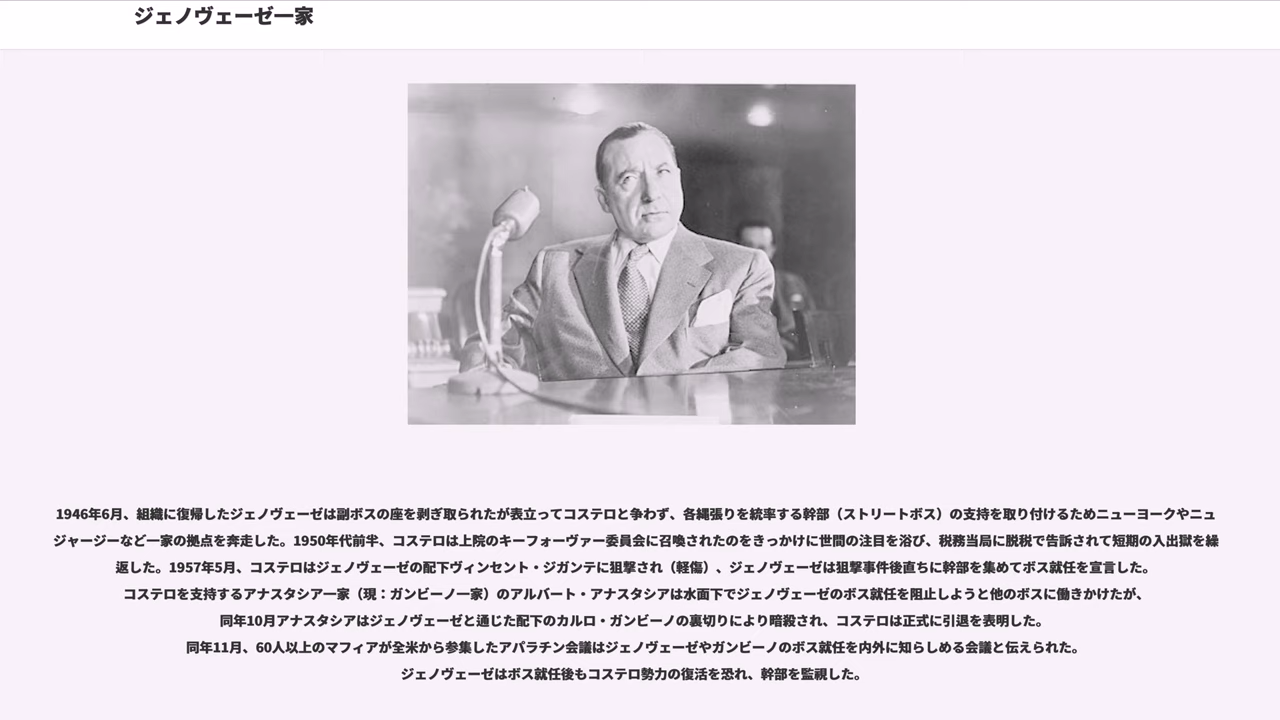 ジェノヴェーゼ一家
1946年6月、組織に復帰したジェノヴェーゼは副ボスの座を剥ぎ取られたが表立ってコステロと争わず、各縄張りを統率する幹部（ストリートボス）の支持を取り付けるためニューヨークやニュ
ジャージーなど一家の拠点を奔走した。1950年代前半、コステロは上院のキーフォーヴァー委員会に召喚されたのをきっかけに世間の注目を浴び、税務当局に脱税で告訴されて短期の入出獄を繰
返した。1957年5月、コステロはジェノヴェーゼの配下ヴィンセント・ジガンテに狙撃され（軽傷）、ジェノヴェーゼは狙撃事件後直ちに幹部を集めてボス就任を宣言した。
コステロを支持するアナスタシア一家（現：ガンビーノ一家）のアルバート・アナスタシアは水面下でジェノヴェーゼのボス就任を阻止しようと他のボスに働きかけたが、
同年10月アナスタシアはジェノヴェーゼと通じた配下のカルロ・ガンビーノの裏切りにより暗殺され、コステロは正式に引退を表明した。
同年11月、60人以上のマフィアが全米から参集したアパラチン会議はジェノヴェーゼやガンビーノのボス就任を内外に知らしめる会議と伝えられた。
ジェノヴェーゼはボス就任後もコステロ勢力の復活を恐れ、幹部を監視した。